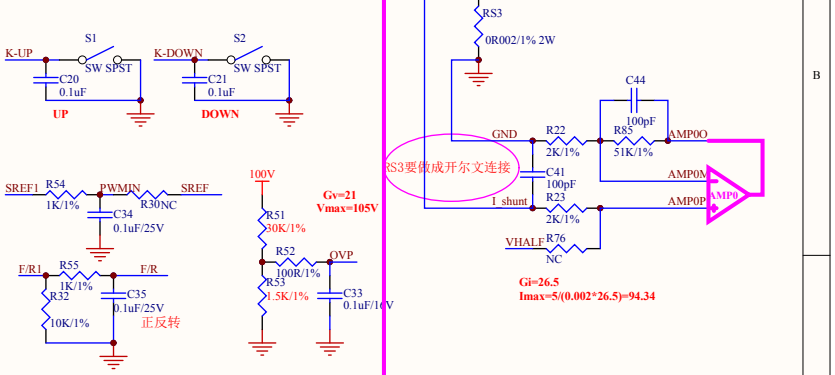 S1
K-UP
SW SPST
C20
0.1uF
UP
S2
K-DOWN
SW SPST
C21
0.1uF
DOWN
SREF1
R54
1K/1%
PWMIN
R30
NC
SREF
C34
0.1uF/25V
F/R1
R55
1K/1%
F/R
R32
10K/1%
C35
0.1uF/25V
正反转
100V
Gv=21
Vmax=105V
R51
30K/1%
R52
100R/1%
OVP
R53
1.5K/1%
C33
0.1uF/16V
RS3
0R002/1% 2W
C44
100pF
GND
R22
2K/1%
R85
51K/1%
AMP0O
RS3要做成开尔文连接
C41
100pF
AMP0M
I_shunt
R23
2K/1%
AMP0P
AMP0
VHALF
R76
NC
Gi=26.5
Imax=5/(0.002*26.5)=94.34
B